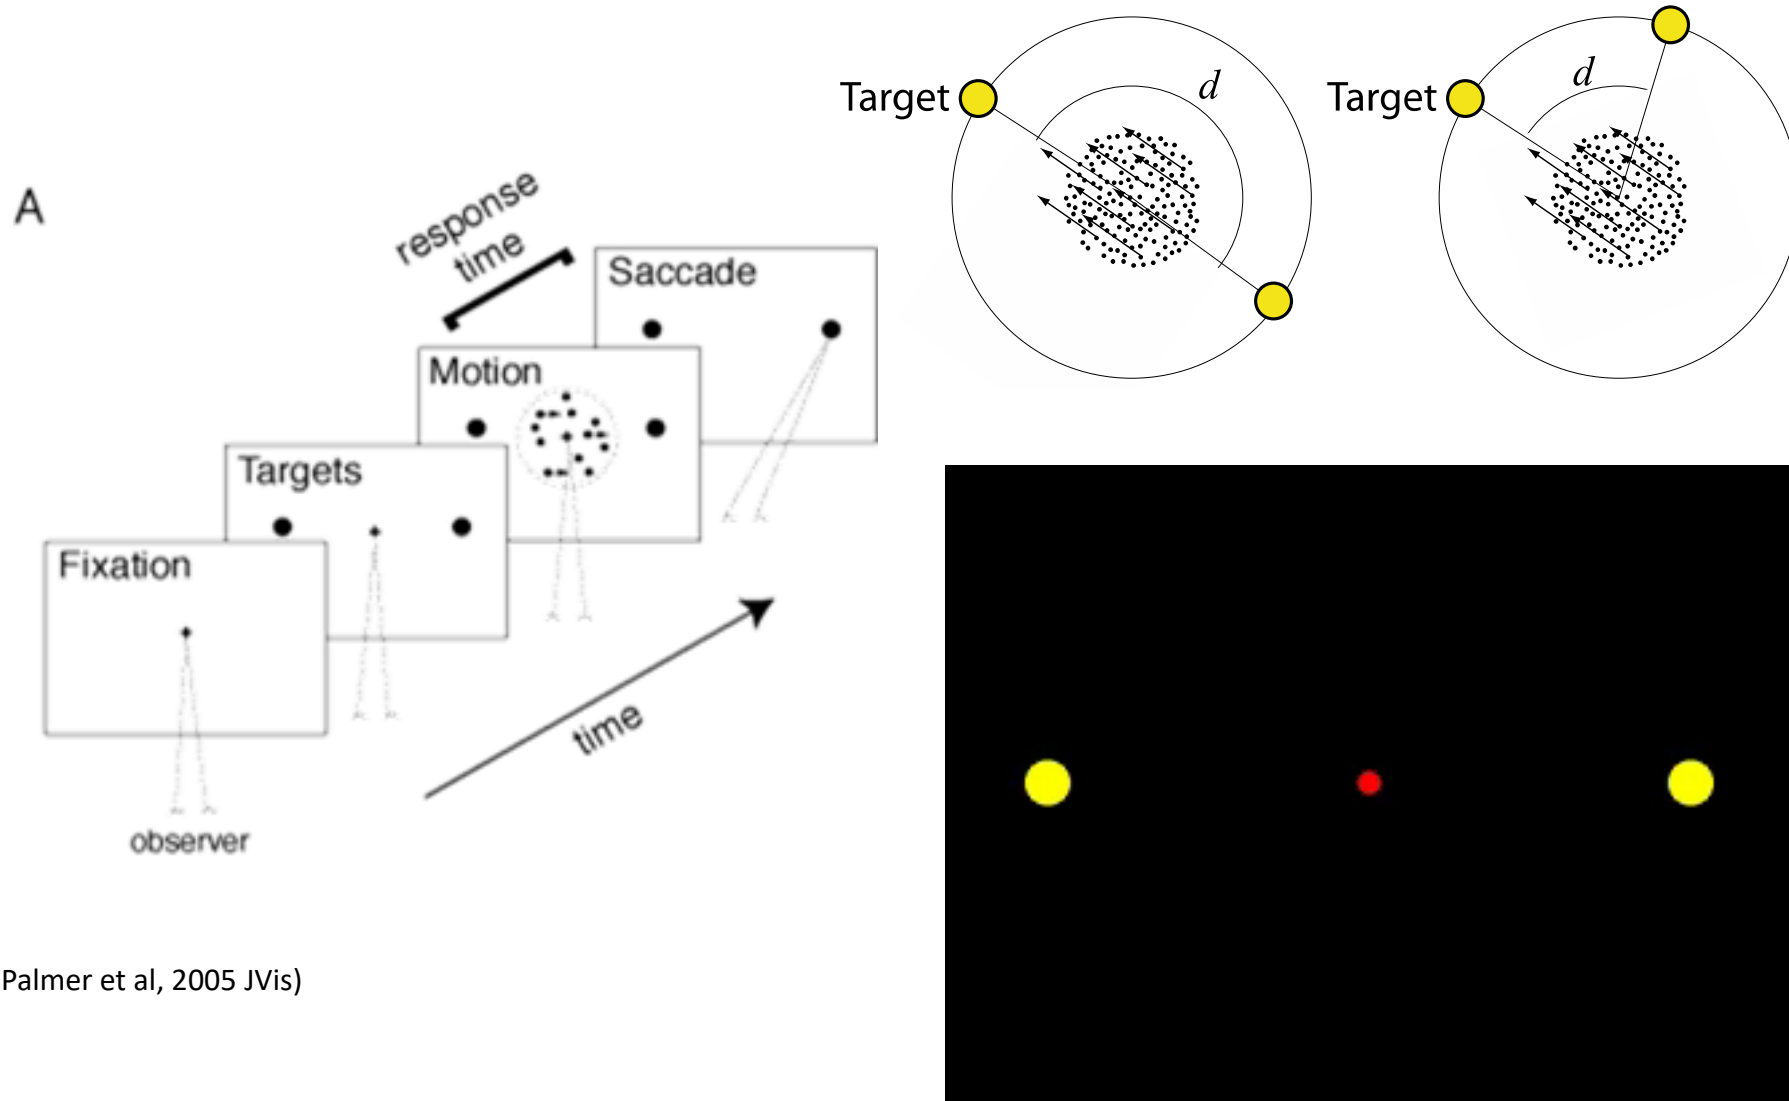 A
response
time
Saccade
Motion
Targets
Fixation
observer
time
Target
d
Target
d
Palmer et al, 2005 JVis)